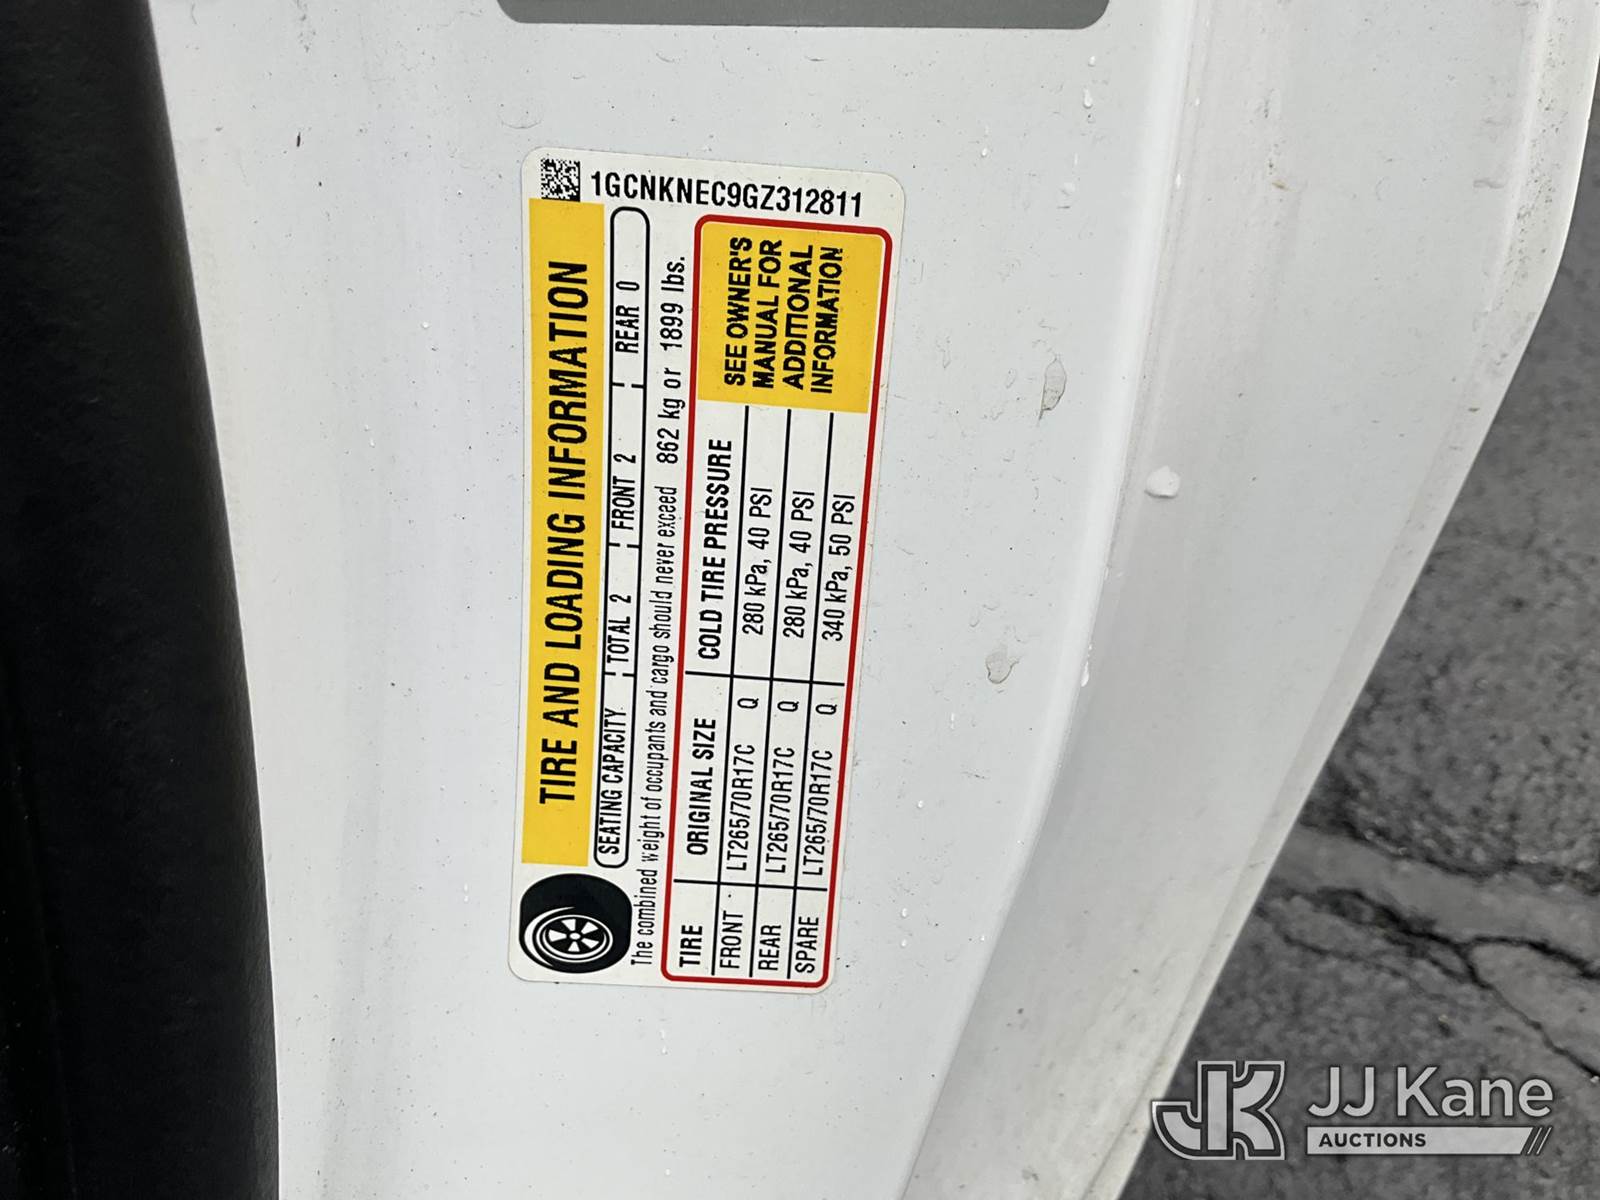 1GCNKNEC9GZ312811
TIRE AND LOADING INFORMATION
SEATING CAPACITY TOTAL 2 FRONT 2 REAR 0
The combined weight of occupants and cargo should never exceed 862 kg or 1899 lbs.
TIRE ORIGINAL SIZE COLD TIRE PRESSURE
FRONT LT265/70R17C Q 280 kPa, 40 PSI
REAR LT265/70R17C Q 280 kPa, 40 PSI
SPARE LT265/70R17C Q 340 kPa, 50 PSI
SEE OWNER'S
MANUAL FOR
ADDITIONAL
INFORMATION
JK JJ Kane
AUCTIONS